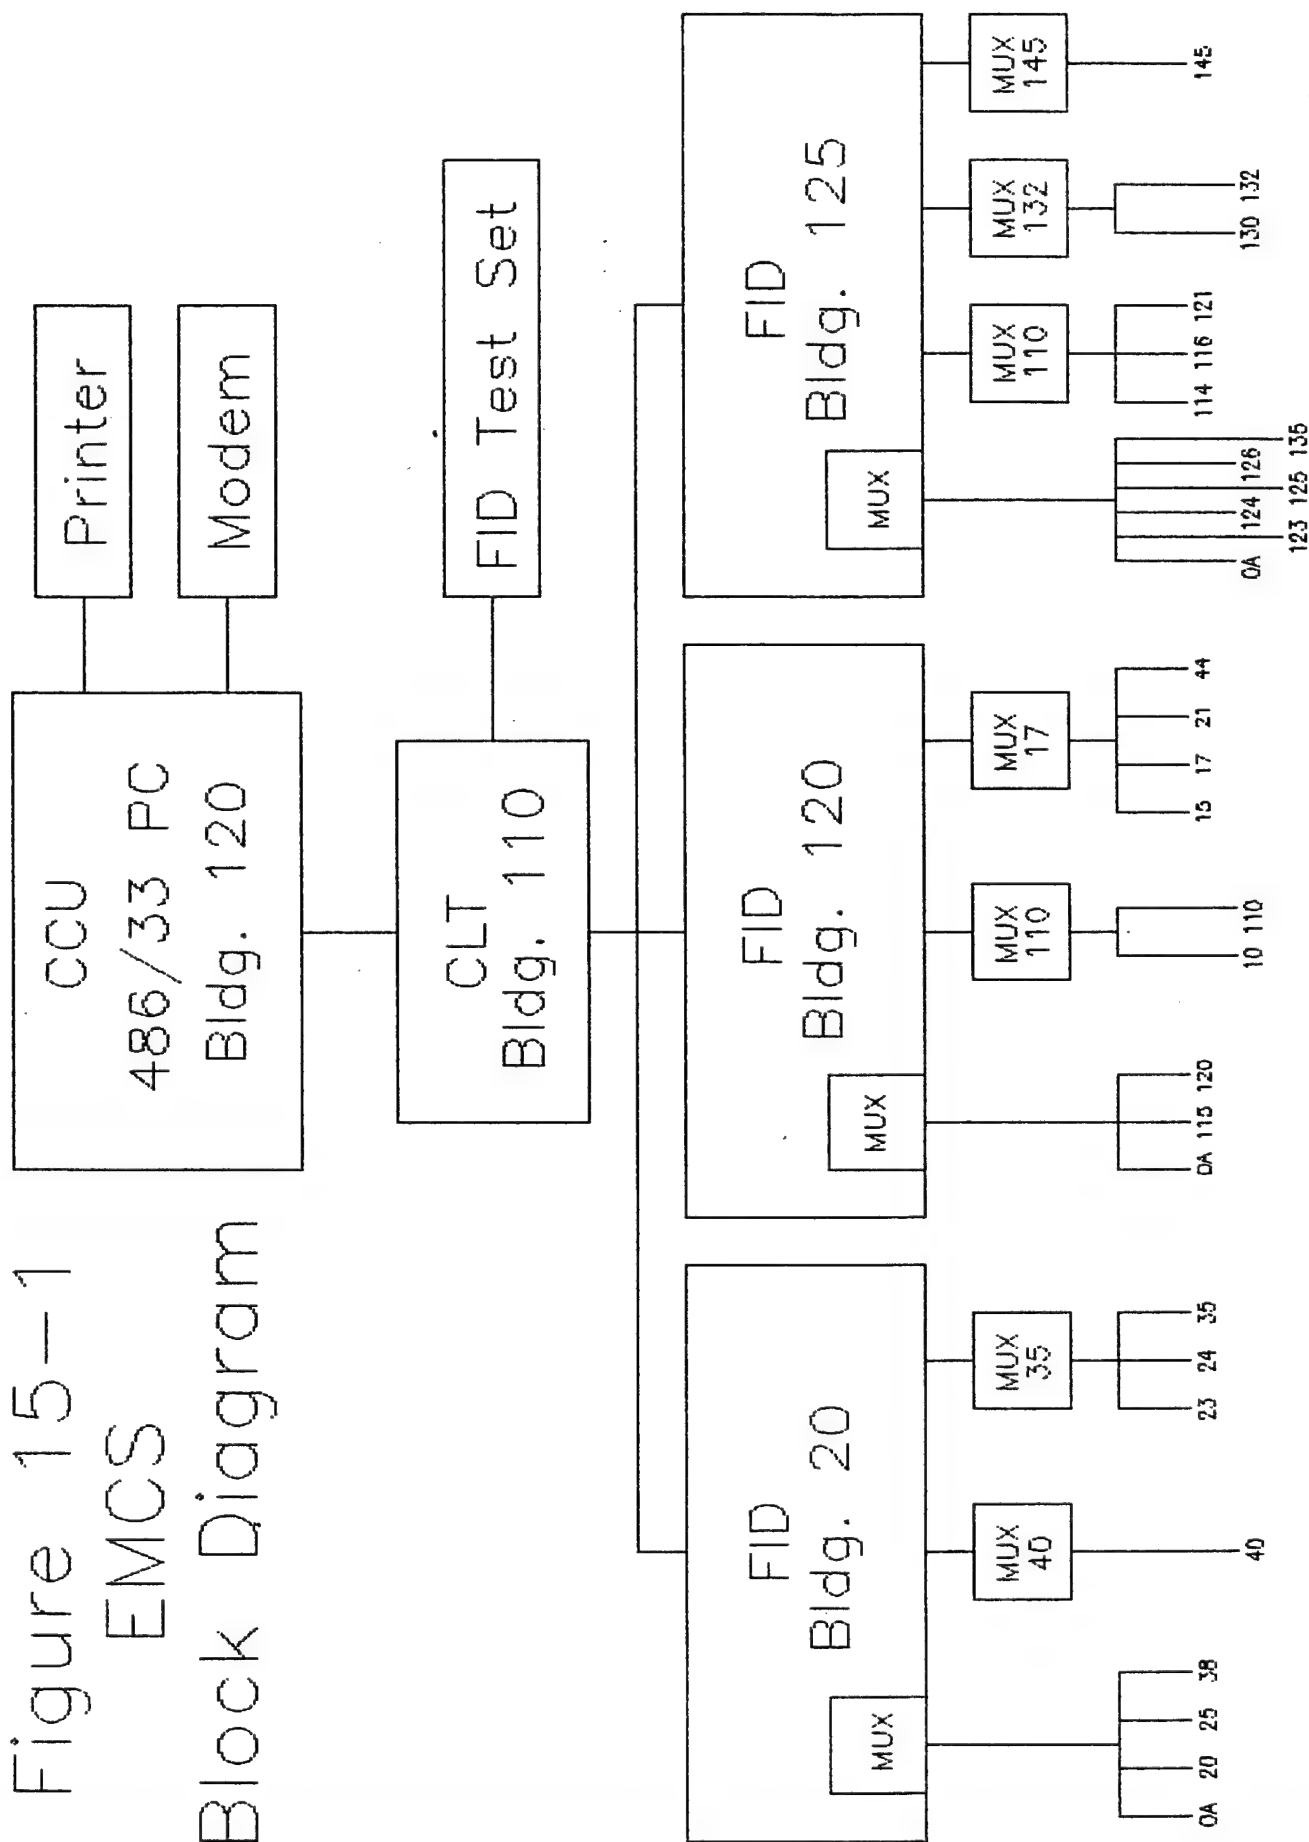 Figure 15-1
EMCS
Block Diagram
CCU
486/33 PC
Bldg. 120
Printer
Modem
CLT
Bldg. 110
FID Test Set
FID
Bldg. 20
MUX
MUX
40
MUX
35
0A 20 25 38
40
23 24 35
FID
Bldg. 120
MUX
MUX
110
MUX
17
0A 115 120
10 110
15 17 21 44
FID
Bldg. 125
MUX
MUX
110
MUX
132
MUX
145
0A 123 124 125 126 135
114 116 121
130 132
145